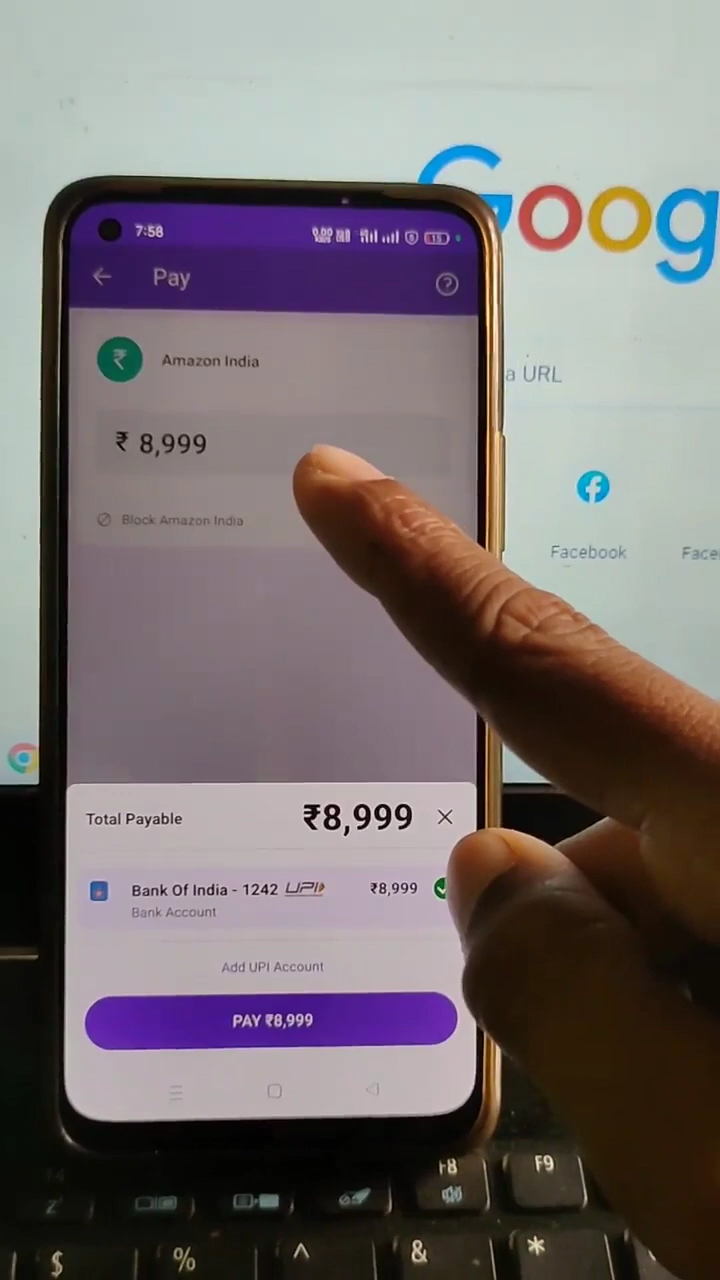 Goog
7:58
Pay
Amazon India
a URL
₹ 8,999
Block Amazon India
Facebook
Face
Total Payable
₹8,999
Bank Of India - 1242 UPI
₹8,999
Bank Account
Add UPI Account
PAY ₹8,999
F8
F9
$
%
^
&
*